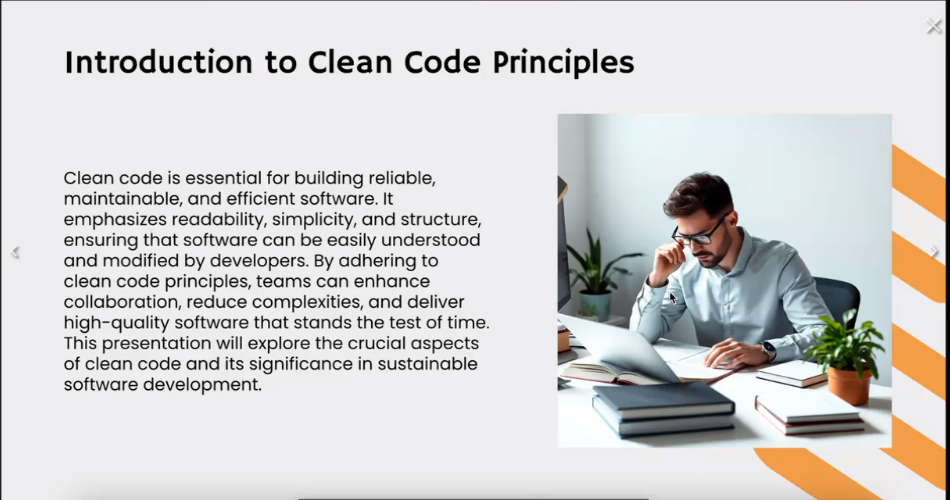 Introduction to Clean Code Principles
Clean code is essential for building reliable,
maintainable, and efficient software. It
emphasizes readability, simplicity, and structure,
ensuring that software can be easily understood
and modified by developers. By adhering to
clean code principles, teams can enhance
collaboration, reduce complexities, and deliver
high-quality software that stands the test of time.
This presentation will explore the crucial aspects
of clean code and its significance in sustainable
software development.